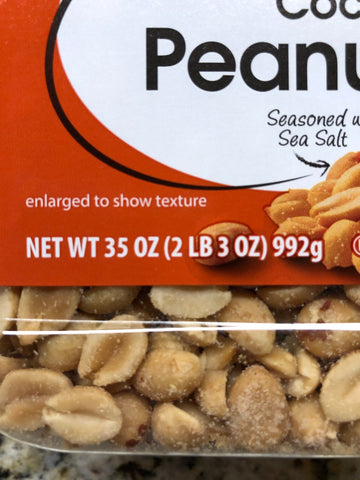 Peanu
Seasoned w
Sea Salt
enlarged to show texture
NET WT 35 OZ (2 LB 3 OZ) 992g